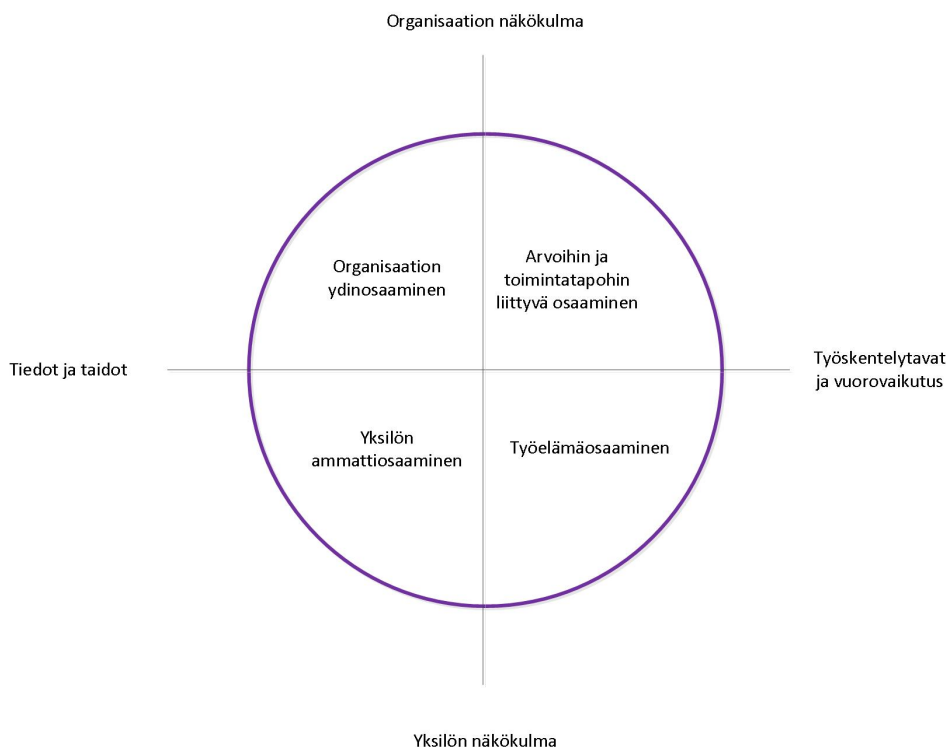 Organisaation näkökulma
Organisaation
ydinosaaminen
Arvoihin ja
toimintatapohin
liittyvä osaaminen
Tiedot ja taidot
Työskentelytavat
ja vuorovaikutus
Yksilön
ammattiosaaminen
Työelämäosaaminen
Yksilön näkökulma